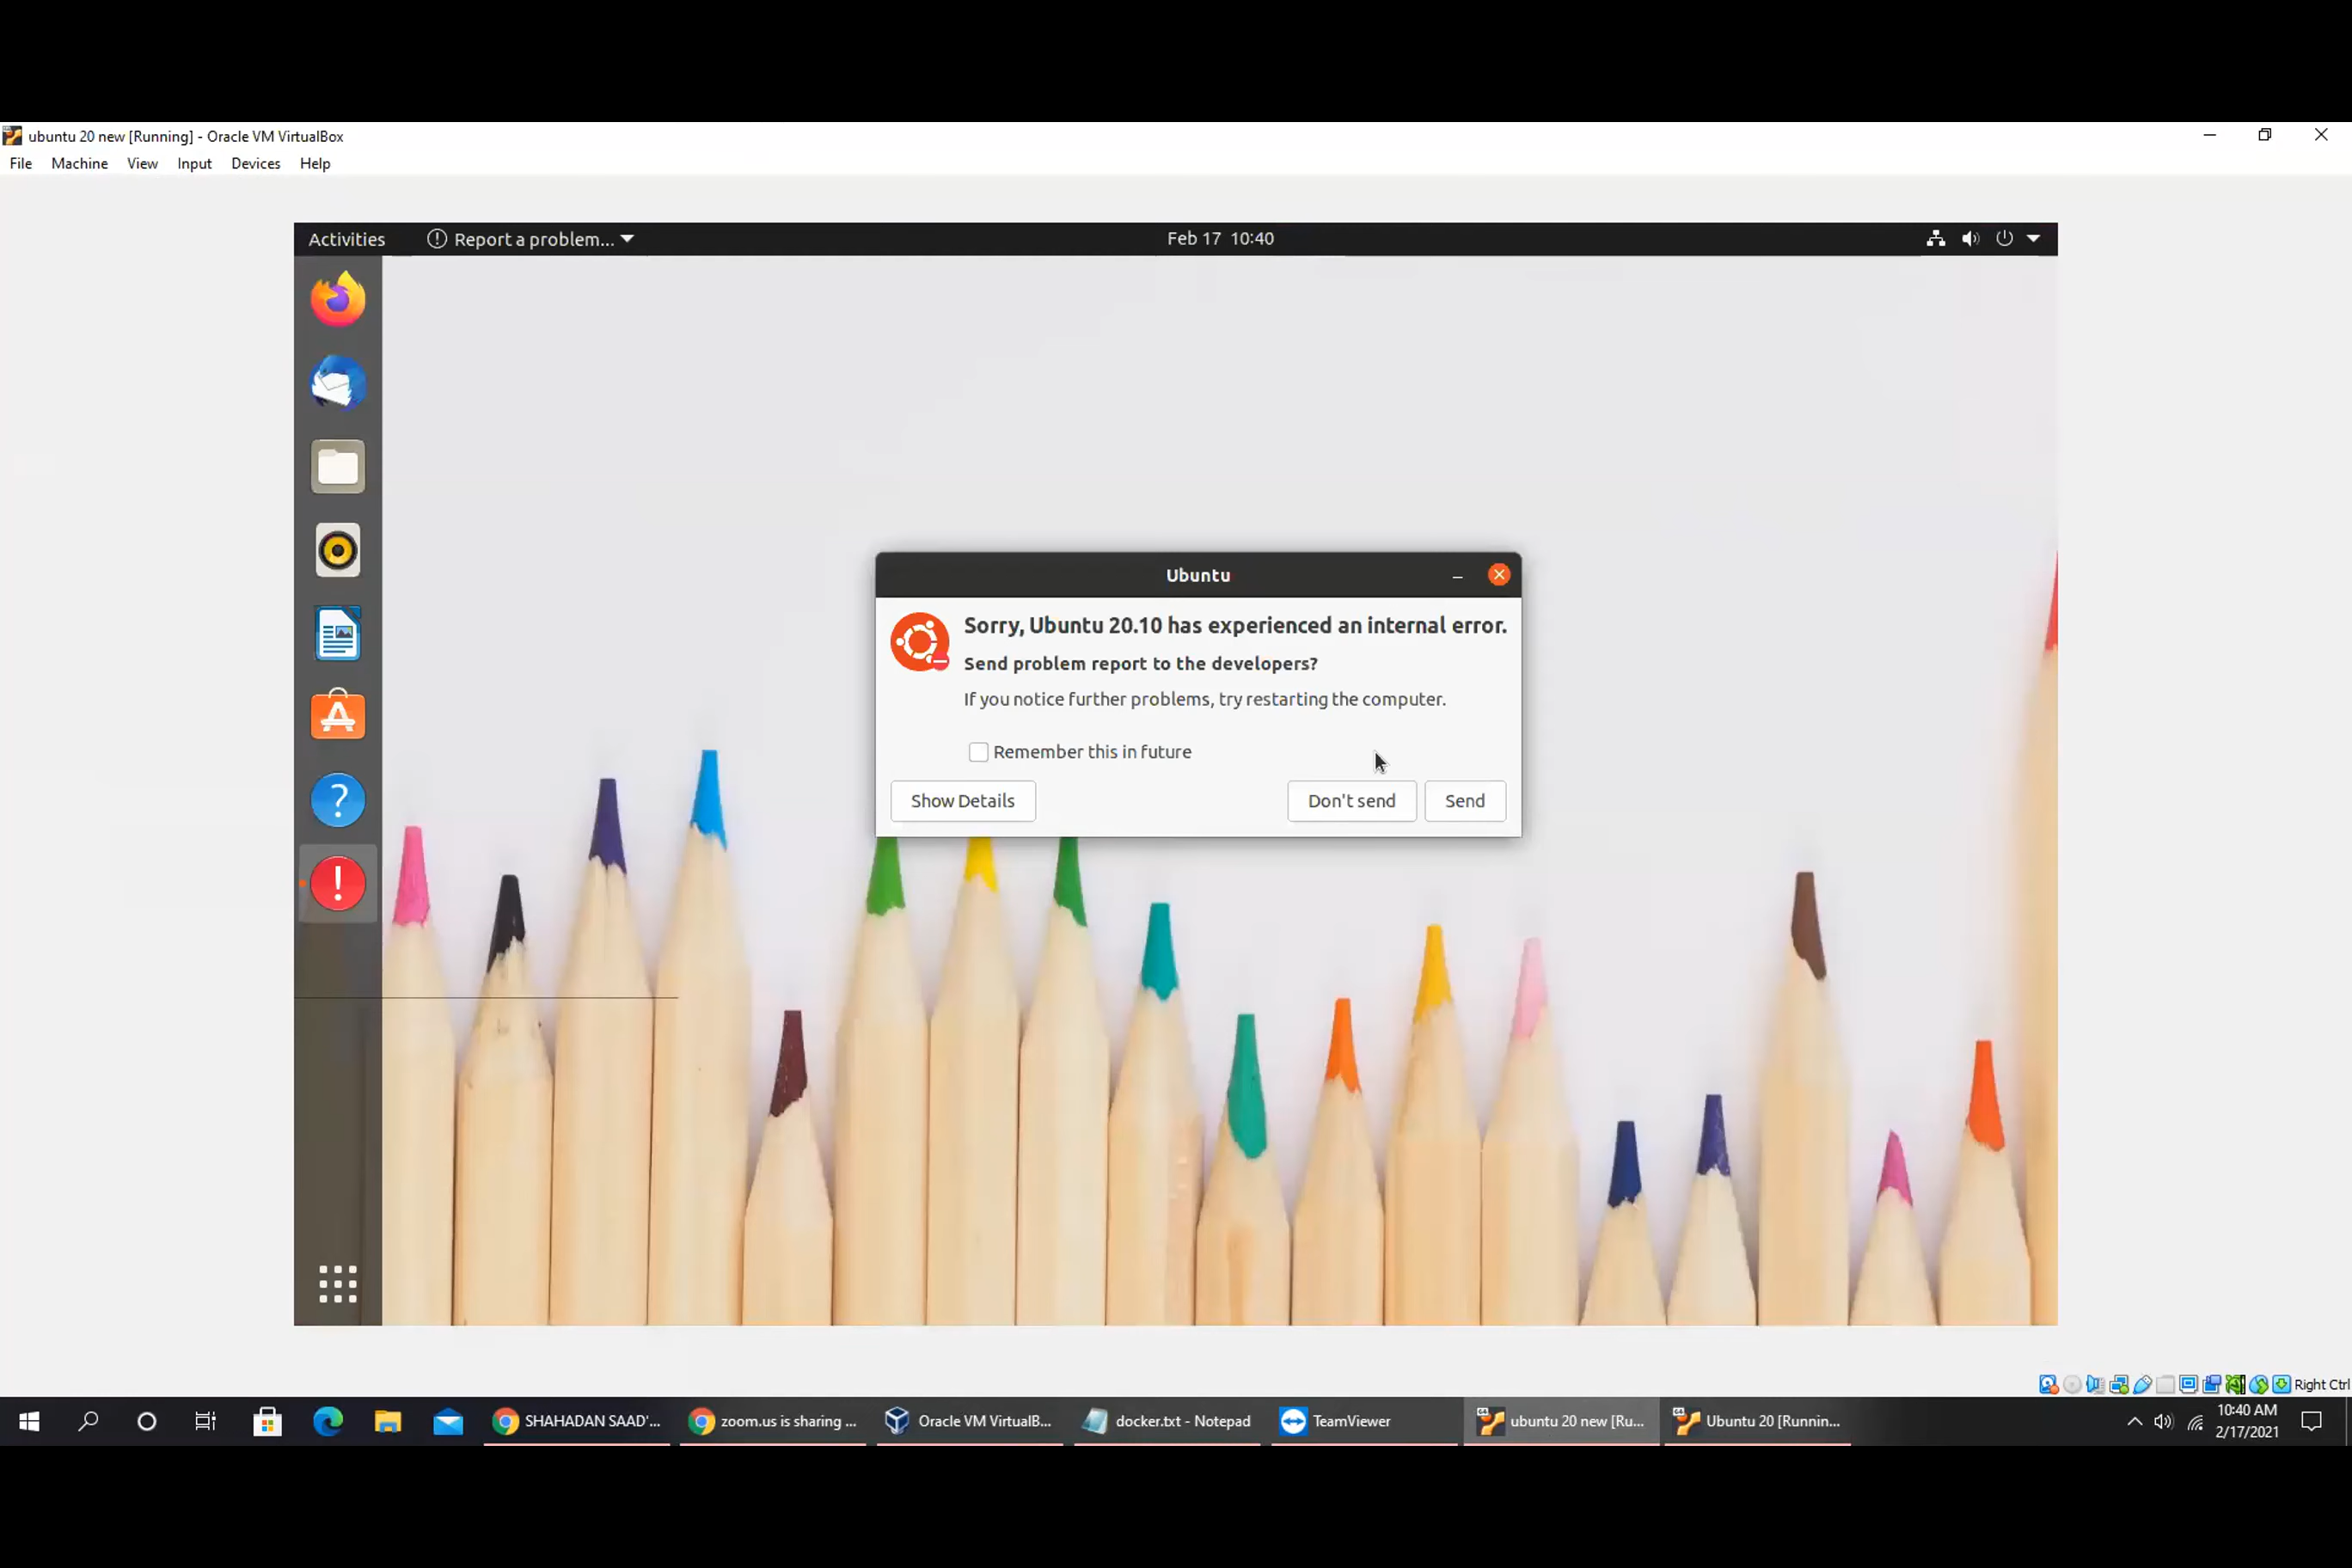 ubuntu 20 new [Running] - Oracle VM VirtualBox
File Machine View Input Devices Help
Activities Report a problem... Feb 17 10:40
Ubuntu
Sorry, Ubuntu 20.10 has experienced an internal error.
Send problem report to the developers?
If you notice further problems, try restarting the computer.
Remember this in future
Show Details Don't send Send
Right Ctrl
SHAHADAN SAAD'... zoom.us is sharing ... Oracle VM VirtualB... docker.txt - Notepad TeamViewer ubuntu 20 new [Ru... Ubuntu 20 [Runnin...
10:40 AM
2/17/2021